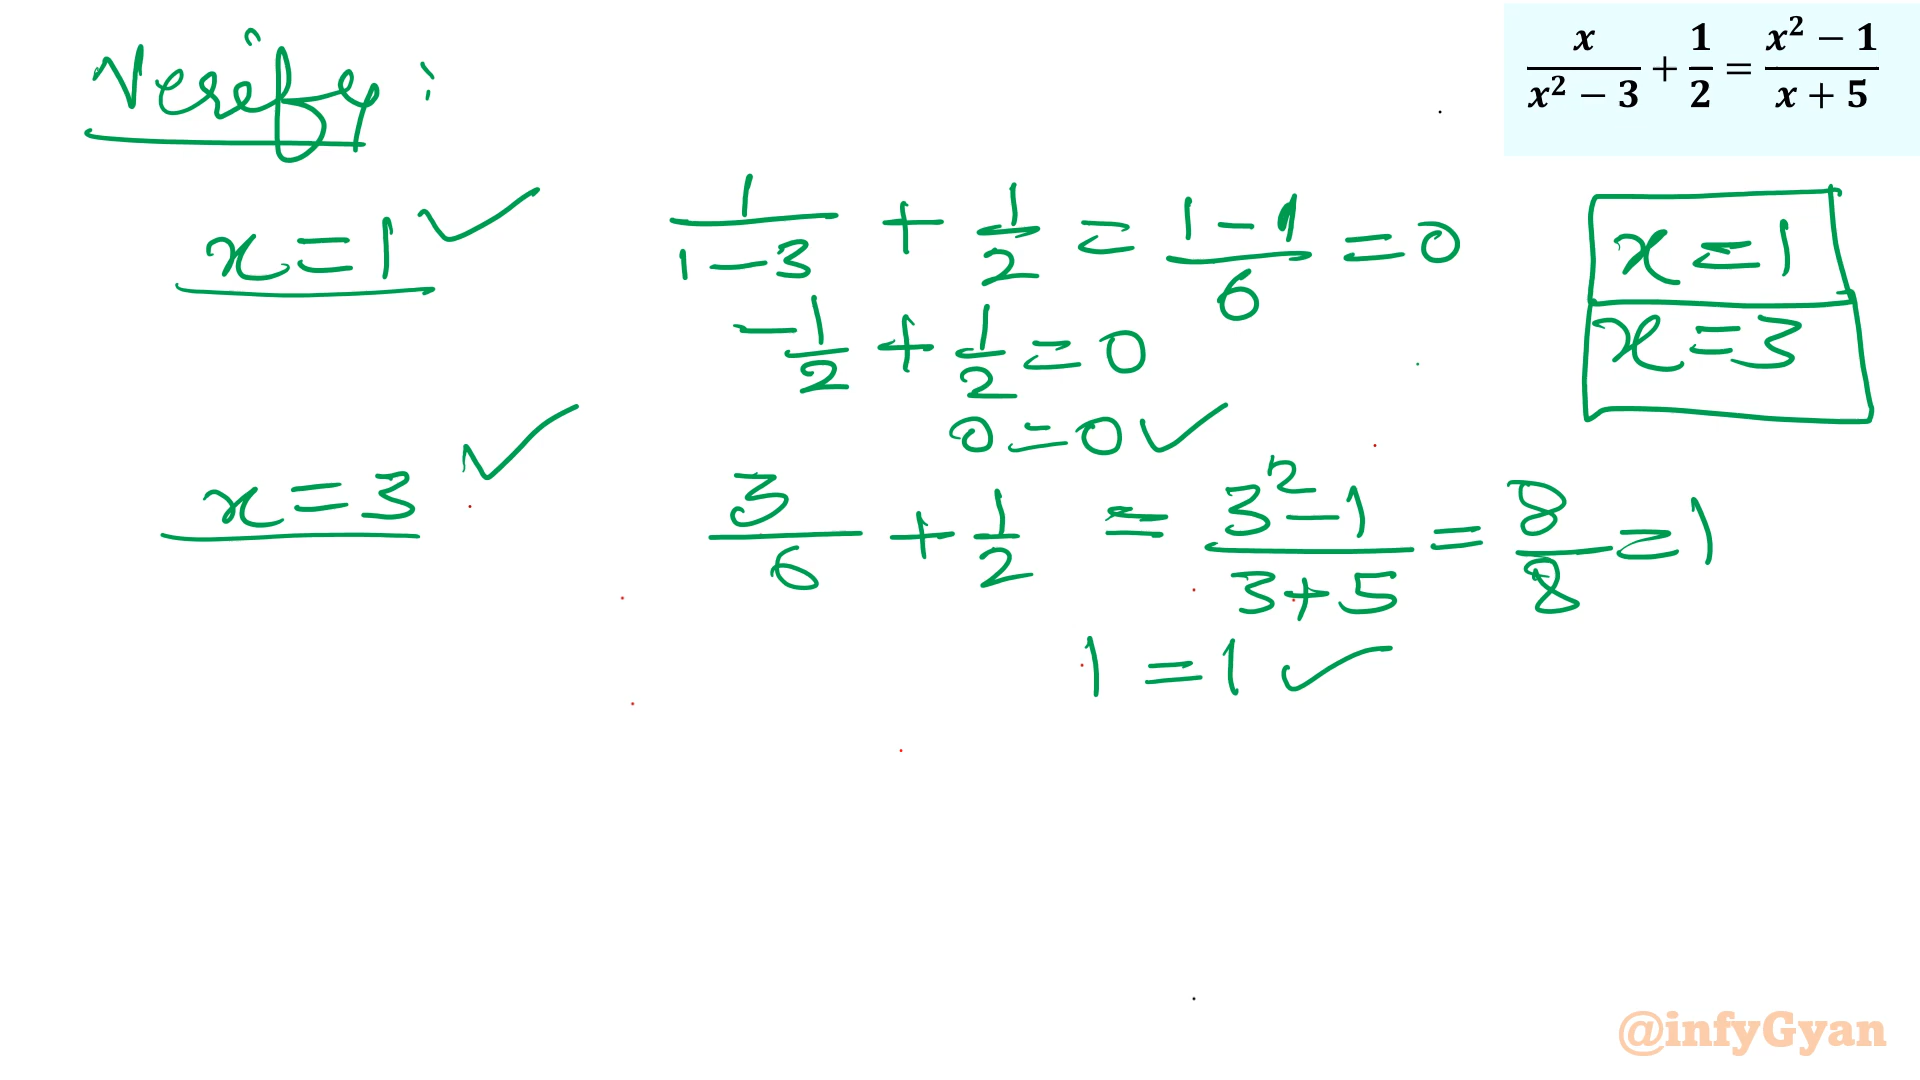 Verify:
x/(x² − 3) + 1/2 = (x² − 1)/(x + 5)
x = 1 ✓
1/(1 − 3) + 1/2 = (1 − 1)/6 = 0
−1/2 + 1/2 = 0
0 = 0 ✓
x = 1
x = 3
x = 3 ✓
3/6 + 1/2 = (3² − 1)/(3 + 5) = 8/8 = 1
1 = 1 ✓
@infyGyan